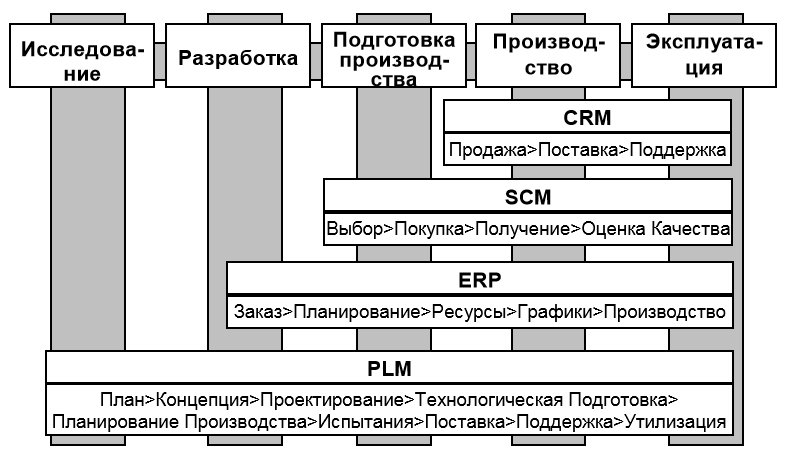 Исследова-
ние
Разработка
Подготовка
производ-
ства
Производ-
ство
Эксплуата-
ция
CRM
Продажа>Поставка>Поддержка
SCM
Выбор>Покупка>Получение>Оценка Качества
ERP
Заказ>Планирование>Ресурсы>Графики>Производство
PLM
План>Концепция>Проектирование>Технологическая Подготовка>
Планирование Производства>Испытания>Поставка>Поддержка>Утилизация